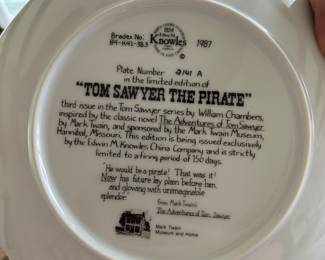 Bradex No.
84-K41-18.3
Knowles
1987
Plate Number 2141 A
in the limited edition of
"TOM SAWYER THE PIRATE"
third issue in the Tom Sawyer series by William Chambers,
inspired by the classic novel The Adventures of Tom Sawyer
by Mark Twain, and sponsored by the Mark Twain Museum,
Hannibal, Missouri. This edition is being issued exclusively
by the Edwin M. Knowles China Company and is strictly
limited to a firing period of 150 days.
"He would be a pirate! That was it!
Now his future lay plain before him
and glowing with unimaginable
splendor."
from Mark Twain's
The Adventures of Tom Sawyer
Mark Twain
Museum and Home